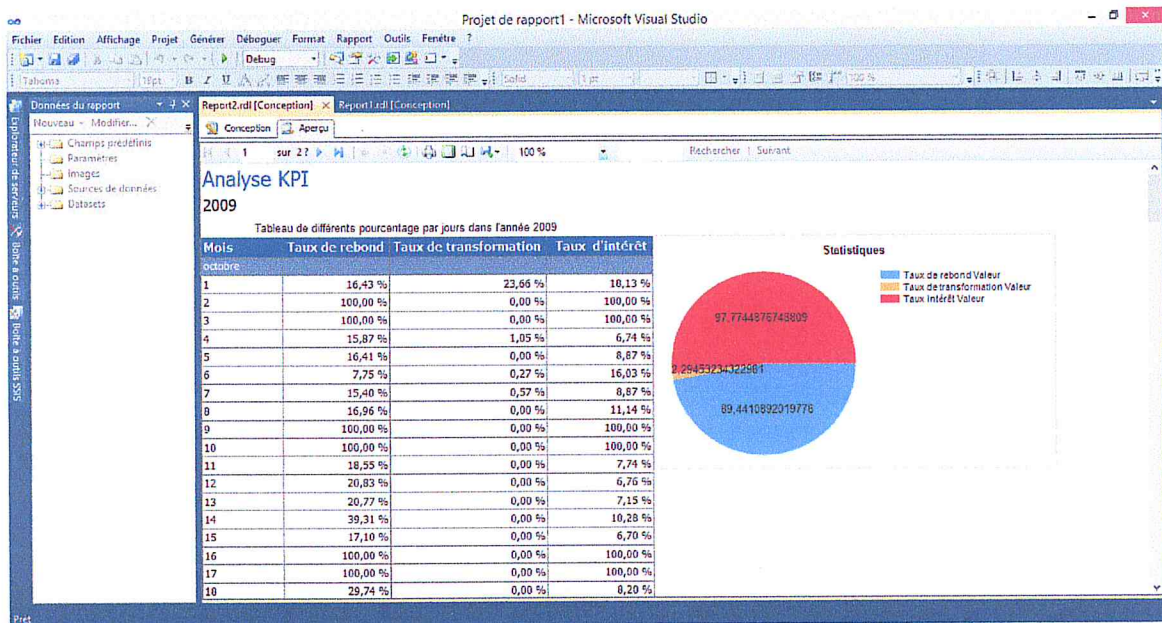 Projet de rapport1 - Microsoft Visual Studio
Fichier Edition Affichage Projet Générer Déboguer Format Rapport Outils Fenêtre ?
Debug
Tahoma 10pt B I U Solid 1 pt 100 %
Données du rapport
Report2.rdl [Conception] Report1.rdl [Conception]
Nouveau Modifier...
Conception Aperçu
Champs prédéfinis
Paramètres
Images
Sources de données
Datasets
Explorateur de serveurs
Boîte à outils
Boîte à outils SSIS
1 sur 2 ? 100 % Rechercher Suivant
Analyse KPI
2009
Tableau de différents pourcentage par jours dans l'année 2009
Mois Taux de rebond Taux de transformation Taux d'intérêt
octobre
1 16,43 % 23,66 % 10,13 %
2 100,00 % 0,00 % 100,00 %
3 100,00 % 0,00 % 100,00 %
4 15,87 % 1,05 % 6,74 %
5 16,41 % 0,00 % 8,87 %
6 7,75 % 0,27 % 16,03 %
7 15,40 % 0,57 % 8,87 %
8 16,96 % 0,00 % 11,14 %
9 100,00 % 0,00 % 100,00 %
10 100,00 % 0,00 % 100,00 %
11 18,55 % 0,00 % 7,74 %
12 20,83 % 0,00 % 6,76 %
13 20,77 % 0,00 % 7,15 %
14 39,31 % 0,00 % 10,28 %
15 17,10 % 0,00 % 6,70 %
16 100,00 % 0,00 % 100,00 %
17 100,00 % 0,00 % 100,00 %
18 29,74 % 0,00 % 8,20 %
Statistiques
Taux de rebond Valeur
Taux de transformation Valeur
Taux intérêt Valeur
97,7744876748809
89,4410892019776
Prêt